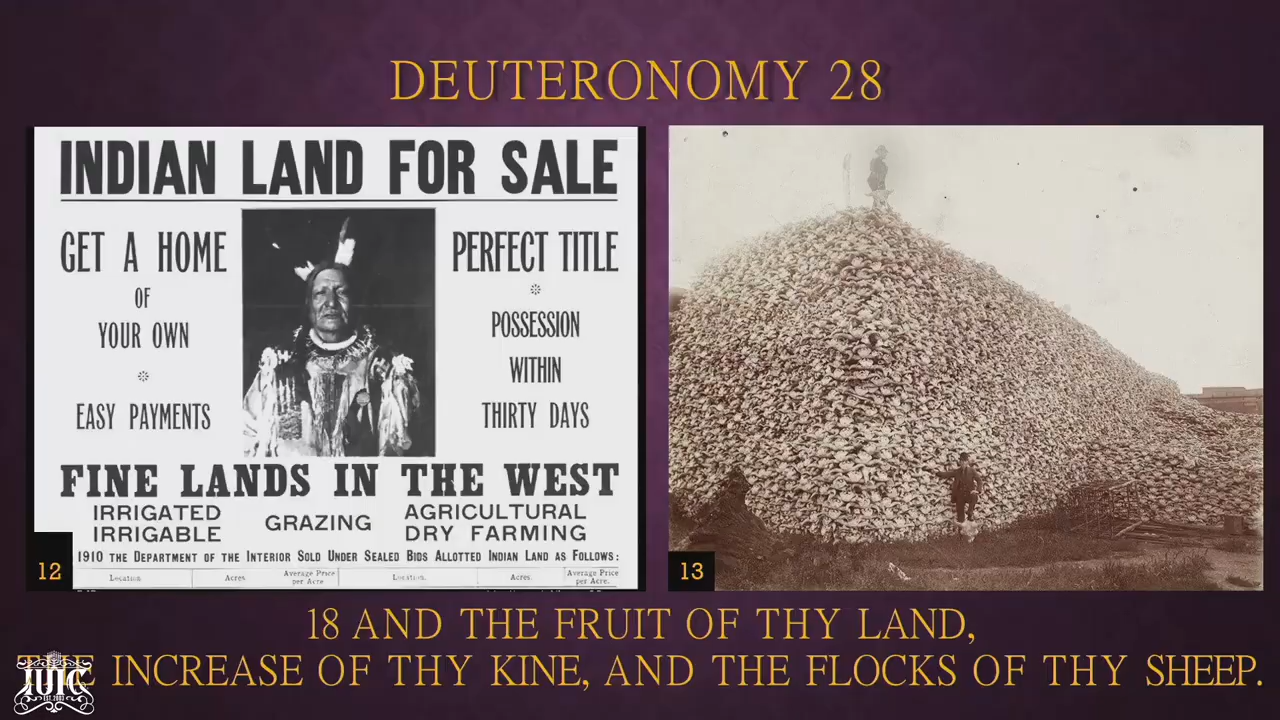 DEUTERONOMY 28
INDIAN LAND FOR SALE
GET A HOME
OF
YOUR OWN
*
EASY PAYMENTS
PERFECT TITLE
*
POSSESSION
WITHIN
THIRTY DAYS
FINE LANDS IN THE WEST
IRRIGATED
IRRIGABLE
GRAZING
AGRICULTURAL
DRY FARMING
1910 THE DEPARTMENT OF THE INTERIOR SOLD UNDER SEALED BIDS ALLOTTED INDIAN LAND AS FOLLOWS:
Location. Acres. Average Price per Acre. Location. Acres. Average Price per Acre.
12
13
18 AND THE FRUIT OF THY LAND,
THE INCREASE OF THY KINE, AND THE FLOCKS OF THY SHEEP.
IUIC
EST. 2003